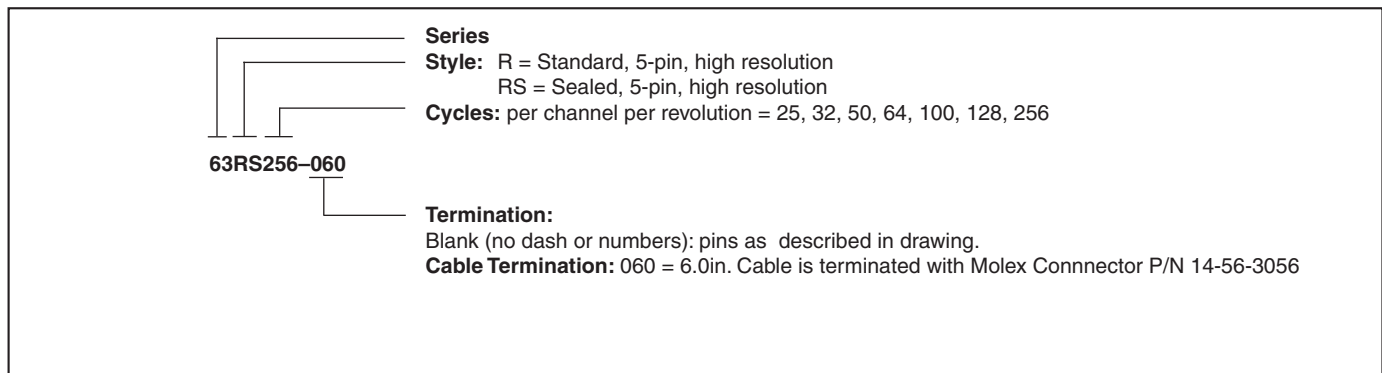 Series
Style: R = Standard, 5-pin, high resolution
RS = Sealed, 5-pin, high resolution
Cycles: per channel per revolution = 25, 32, 50, 64, 100, 128, 256
63RS256–060
Termination:
Blank (no dash or numbers): pins as described in drawing.
Cable Termination: 060 = 6.0in. Cable is terminated with Molex Connnector P/N 14-56-3056